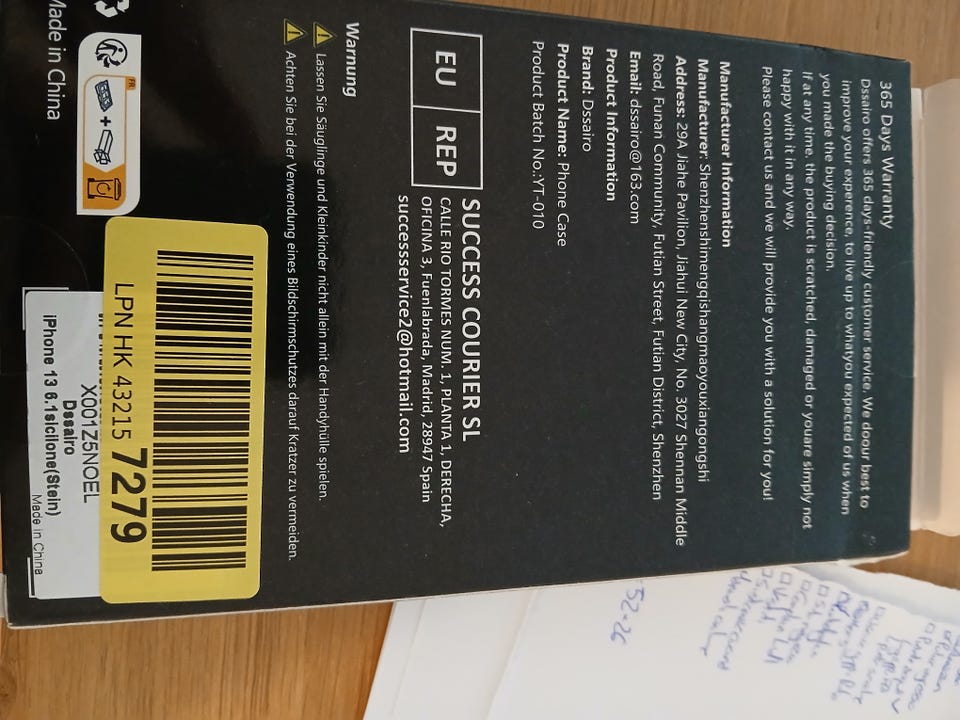 365 Days Warranty
Dssairo offers 365 days-friendly customer service. We doour best to
improve your experence, to live up to whatyou expected of us when
you made the buying decision.
If at any time, the product is scratched, damaged or youare simply not
happy with it in any way.
Please contact us and we will provide you with a solution for you!
Manufacturer Information
Manufacturer: Shenzhenshimengqishangmaoyouxiangongshi
Address: 29A Jiahe Pavilion, Jiahui New City, No. 3027 Shennan Middle
Road, Funan Community, Futian Street, Futian District, Shenzhen
Email: dssairo@163.com
Product Information
Brand: Dssairo
Product Name: Phone Case
Product Batch No.:YT-010
EU REP
SUCCESS COURIER SL
CALLE RIO TORMES NUM. 1, PLANTA 1, DERECHA,
OFICINA 3, Fuenlabrada, Madrid, 28947 Spain
successservice2@hotmail.com
Warnung
Lassen Sie Säuglinge und Kleinkinder nicht allein mit der Handyhülle spielen.
Achten Sie bei der Verwendung eines Bildschirmschutzes darauf Kratzer zu vermeiden.
FR
Made in China
LPN HK 43215 7279
X001Z5NOEL
Dssairo
iPhone 13 6.1sicilone(Stein)
Made in China
52=26